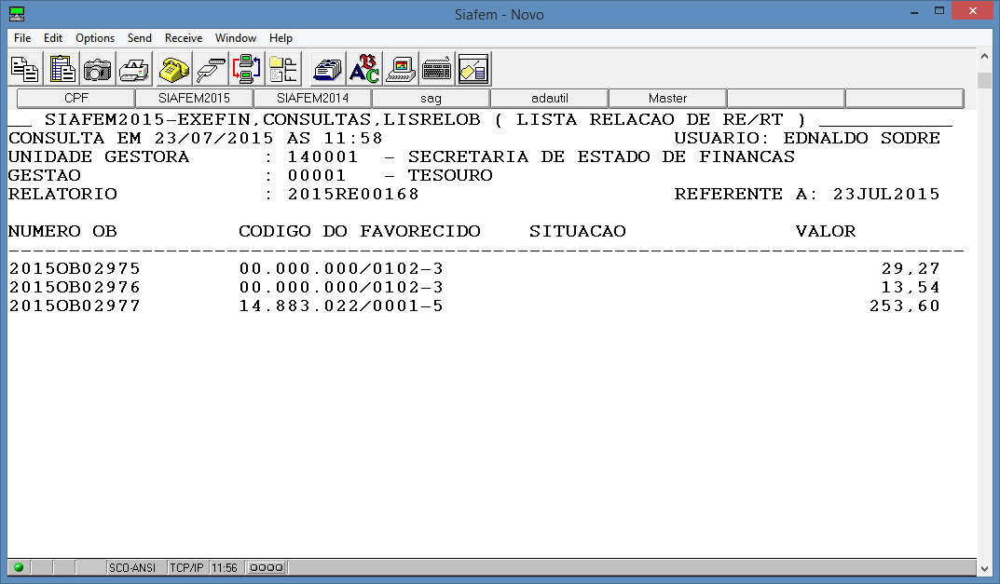 Siafem - Novo
File Edit Options Send Receive Window Help
CPF SIAFEM2015 SIAFEM2014 sag adautil Master
__ SIAFEM2015-EXEFIN,CONSULTAS,LISRELOB ( LISTA RELACAO DE RE/RT ) ___________
CONSULTA EM 23/07/2015 AS 11:58 USUARIO: EDNALDO SODRE
UNIDADE GESTORA : 140001 - SECRETARIA DE ESTADO DE FINANCAS
GESTAO : 00001 - TESOURO
RELATORIO : 2015RE00168 REFERENTE A: 23JUL2015
NUMERO OB CODIGO DO FAVORECIDO SITUACAO VALOR
-------------------------------------------------------------------------------
2015OB02975 00.000.000/0102-3 29,27
2015OB02976 00.000.000/0102-3 13,54
2015OB02977 14.883.022/0001-5 253,60
SCO-ANSI TCP/IP 11:56